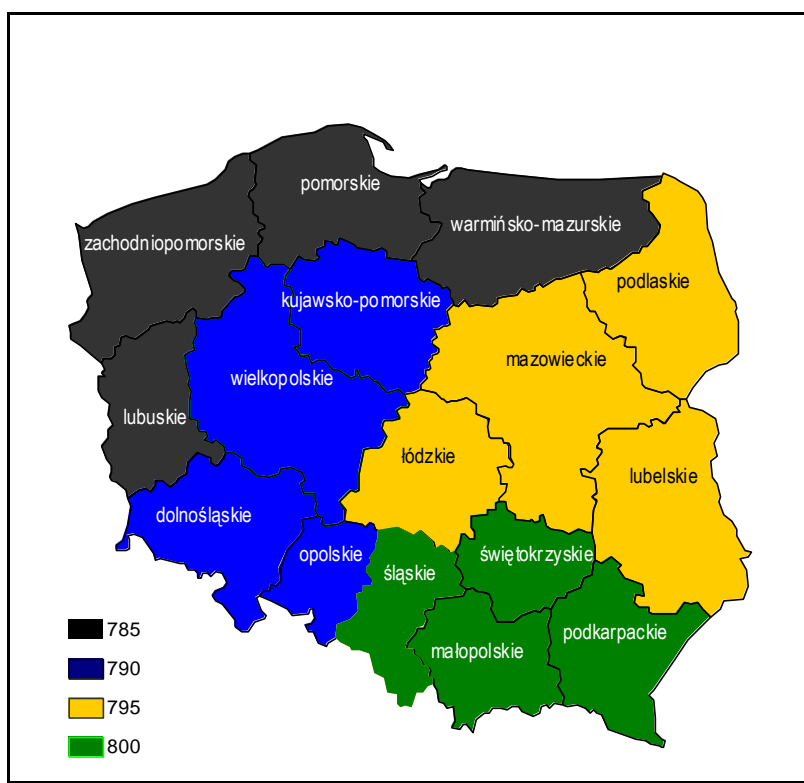 pomorskie
warmińsko-mazurskie
zachodniopomorskie
podlaskie
kujawsko-pomorskie
mazowieckie
wielkopolskie
lubuskie
łódzkie
lubelskie
dolnośląskie
opolskie
świętokrzyskie
śląskie
podkarpackie
małopolskie
785
790
795
800